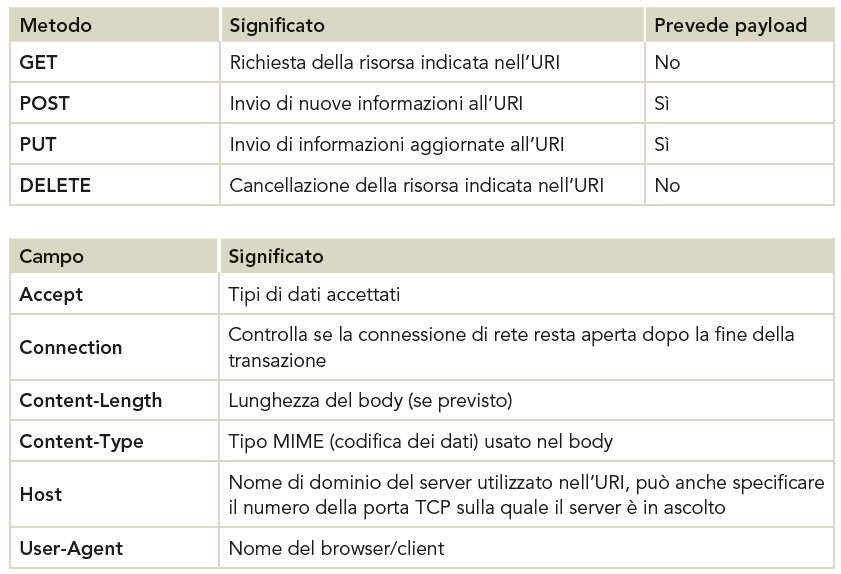 Metodo Significato Prevede payload
GET Richiesta della risorsa indicata nell’URI No
POST Invio di nuove informazioni all’URI Sì
PUT Invio di informazioni aggiornate all’URI Sì
DELETE Cancellazione della risorsa indicata nell’URI No
Campo Significato
Accept Tipi di dati accettati
Connection Controlla se la connessione di rete resta aperta dopo la fine della
transazione
Content-Length Lunghezza del body (se previsto)
Content-Type Tipo MIME (codifica dei dati) usato nel body
Host Nome di dominio del server utilizzato nell’URI, può anche specificare
il numero della porta TCP sulla quale il server è in ascolto
User-Agent Nome del browser/client